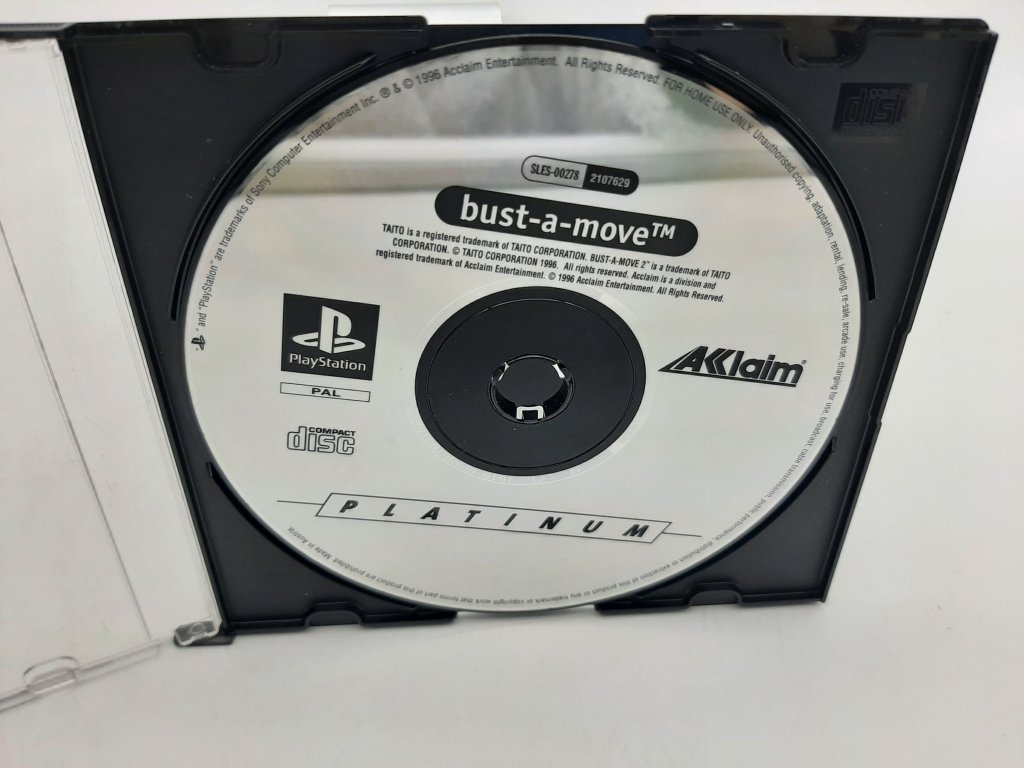 " and "PlayStation" are trademarks of Sony Computer Entertainment Inc. ® & © 1996 Acclaim Entertainment. All Rights Reserved. FOR HOME USE ONLY. Unauthorised copying, adaptation, rental, lending, re-sale, arcade use, charging for use, broadcast, cable transmission, public performance, distribution or extraction of this product or any trademark or copyright work that forms part of this product are prohibited. Made in Austria
COMPACT
disc
SLES-00278 2107629
bust-a-move™
TAITO is a registered trademark of TAITO CORPORATION. BUST-A-MOVE 2™ is a trademark of TAITO
CORPORATION. © TAITO CORPORATION 1996. All rights reserved. Acclaim is a division and
registered trademark of Acclaim Entertainment. © 1996 Acclaim Entertainment. All Rights Reserved.
PlayStation
PAL
AKKlaim®
COMPACT
disc
PLATINUM